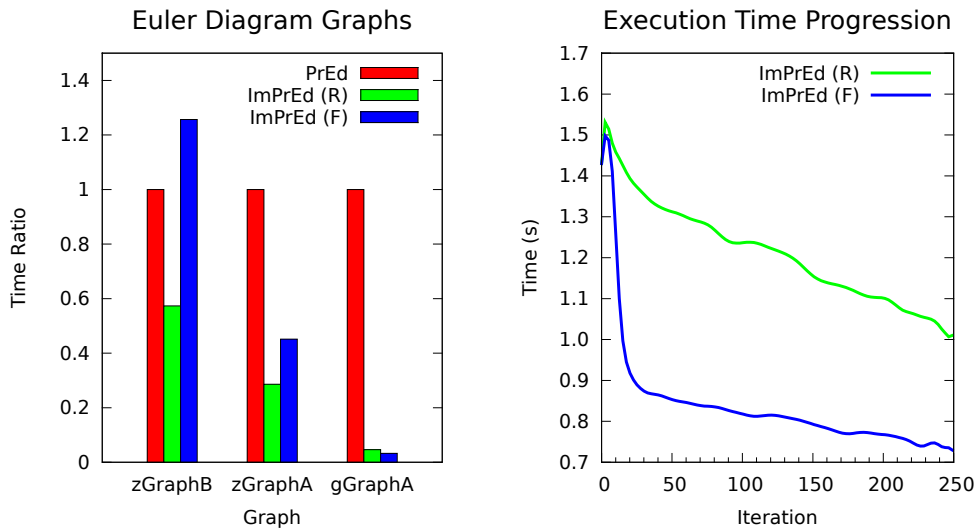 Euler Diagram Graphs
PrEd
ImPrEd (R)
ImPrEd (F)
1.4
1.2
1
0.8
0.6
0.4
0.2
0
Time Ratio
zGraphB zGraphA gGraphA
Graph
Execution Time Progression
ImPrEd (R)
ImPrEd (F)
1.7
1.6
1.5
1.4
1.3
1.2
1.1
1.0
0.9
0.8
0.7
Time (s)
0 50 100 150 200 250
Iteration